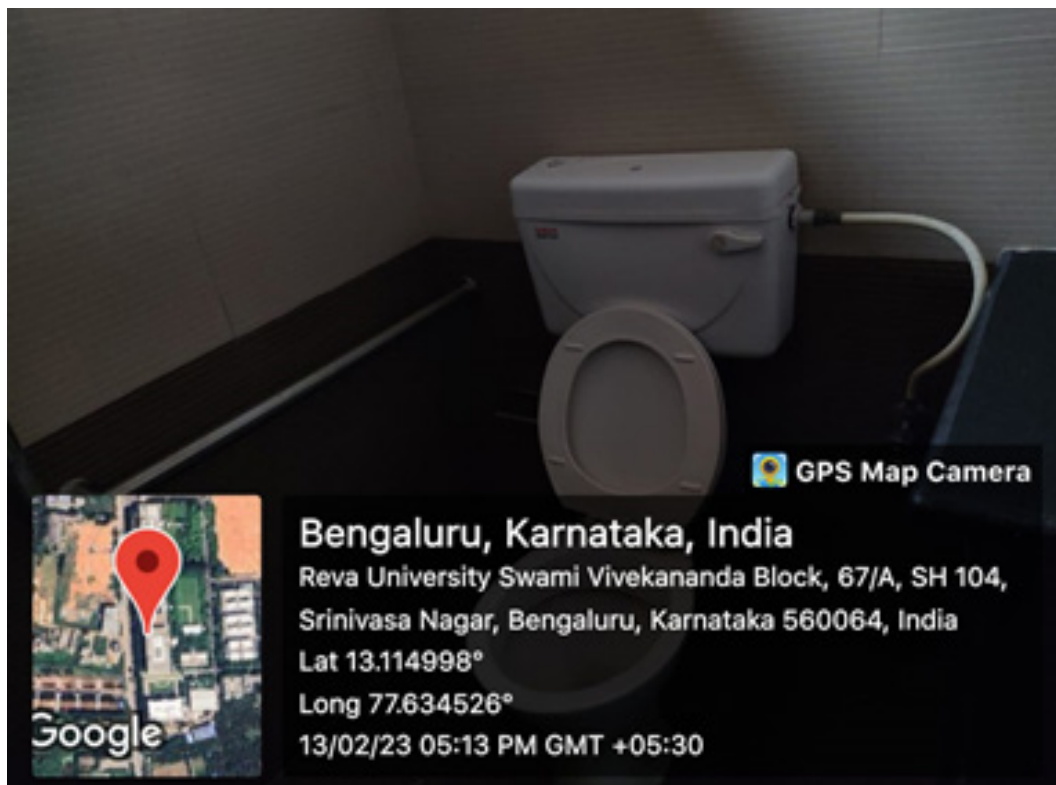 GPS Map Camera
Bengaluru, Karnataka, India
Reva University Swami Vivekananda Block, 67/A, SH 104,
Srinivasa Nagar, Bengaluru, Karnataka 560064, India
Lat 13.114998°
Long 77.634526°
13/02/23 05:13 PM GMT +05:30
Google